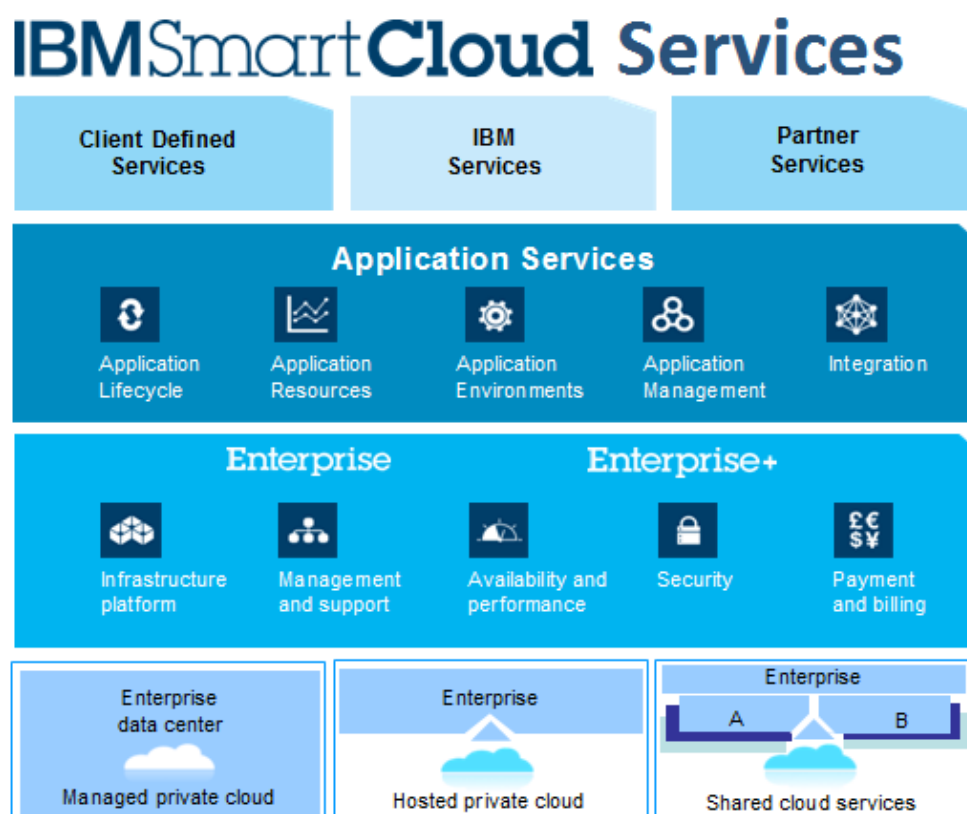 IBMSmartCloud Services
Client Defined
Services
IBM
Services
Partner
Services
Application Services
Application
Lifecycle
Application
Resources
Application
Environments
Application
Management
Integration
Enterprise
Enterprise+
£€
$¥
Infrastructure
platform
Management
and support
Availability and
performance
Security
Payment
and billing
Enterprise
data center
Managed private cloud
Enterprise
Hosted private cloud
Enterprise
A
B
Shared cloud services